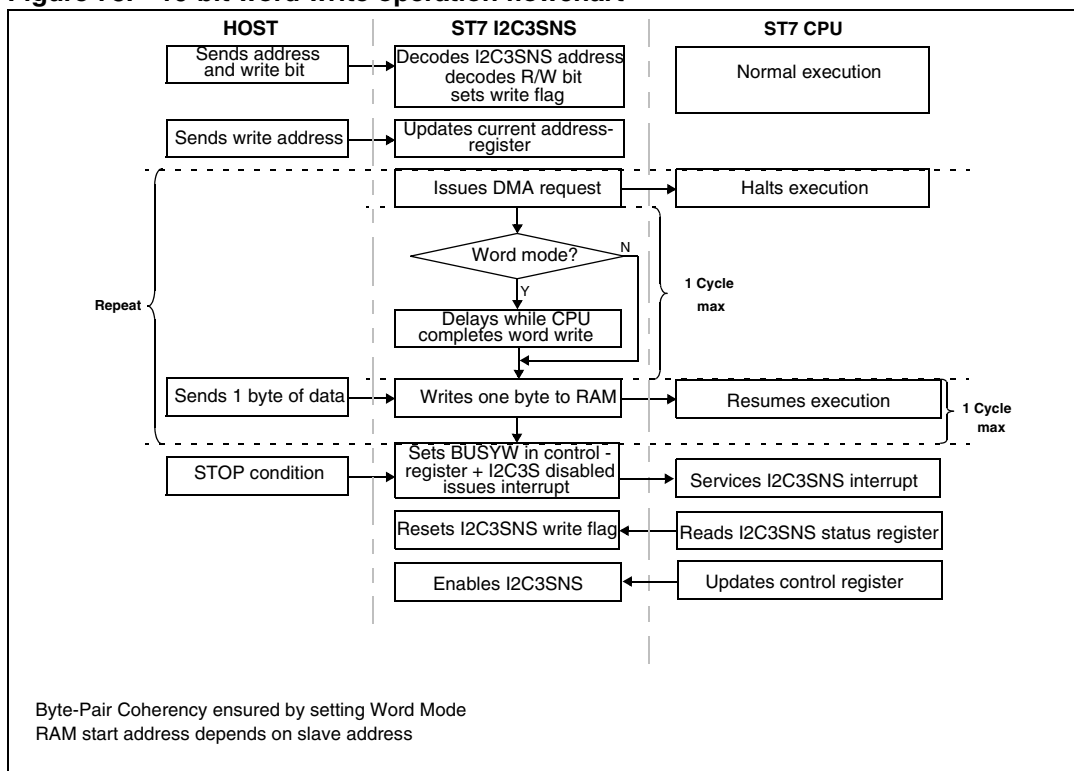 HOST
ST7 I2C3SNS
ST7 CPU
Sends address
and write bit
Decodes I2C3SNS address
decodes R/W bit
sets write flag
Normal execution
Sends write address
Updates current address-
register
Issues DMA request
Halts execution
Word mode?
N
Y
Delays while CPU
completes word write
1 Cycle
max
Repeat
Sends 1 byte of data
Writes one byte to RAM
Resumes execution
1 Cycle
max
STOP condition
Sets BUSYW in control -
register + I2C3S disabled
issues interrupt
Services I2C3SNS interrupt
Resets I2C3SNS write flag
Reads I2C3SNS status register
Enables I2C3SNS
Updates control register
Byte-Pair Coherency ensured by setting Word Mode
RAM start address depends on slave address